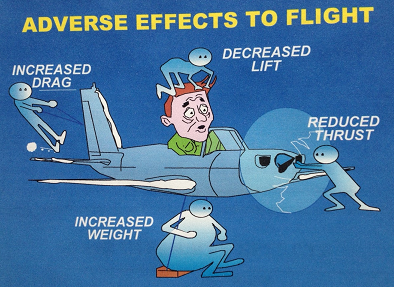 ADVERSE EFFECTS TO FLIGHT
DECREASED
LIFT
INCREASED
DRAG
REDUCED
THRUST
INCREASED
WEIGHT